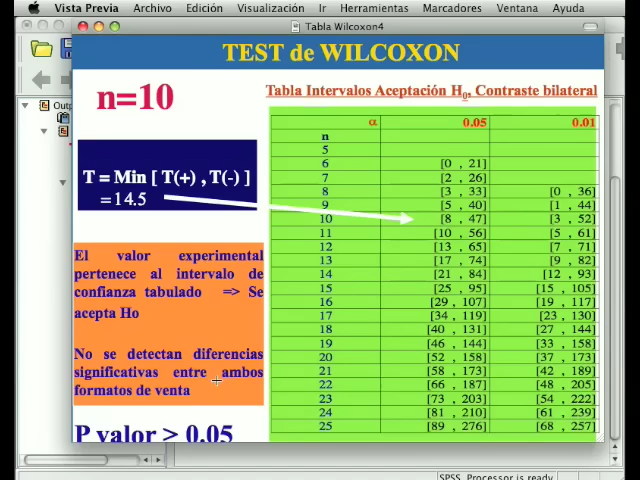 Vista Previa Archivo Edición Visualización Ir Herramientas Marcadores Ventana Ayuda
Tabla Wilcoxon4
TEST de WILCOXON
n=10
Tabla Intervalos Aceptación H0, Contraste bilateral
α 0.05 0.01
n
5
6 [0 , 21]
7 [2 , 26]
8 [3 , 33] [0 , 36]
9 [5 , 40] [1 , 44]
10 [8 , 47] [3 , 52]
11 [10 , 56] [5 , 61]
12 [13 , 65] [7 , 71]
13 [17 , 74] [9 , 82]
14 [21 , 84] [12 , 93]
15 [25 , 95] [15 , 105]
16 [29 , 107] [19 , 117]
17 [34 , 119] [23 , 130]
18 [40 , 131] [27 , 144]
19 [46 , 144] [33 , 158]
20 [52 , 158] [37 , 173]
21 [58 , 173] [42 , 189]
22 [66 , 187] [48 , 205]
23 [73 , 203] [54 , 222]
24 [81 , 210] [61 , 239]
25 [89 , 276] [68 , 257]
T = Min [ T(+) , T(-) ]
= 14.5
El valor experimental
pertenece al intervalo de
confianza tabulado => Se
acepta Ho
No se detectan diferencias
significativas entre ambos
formatos de venta
P valor > 0.05
Outp
SPSS Processor is ready